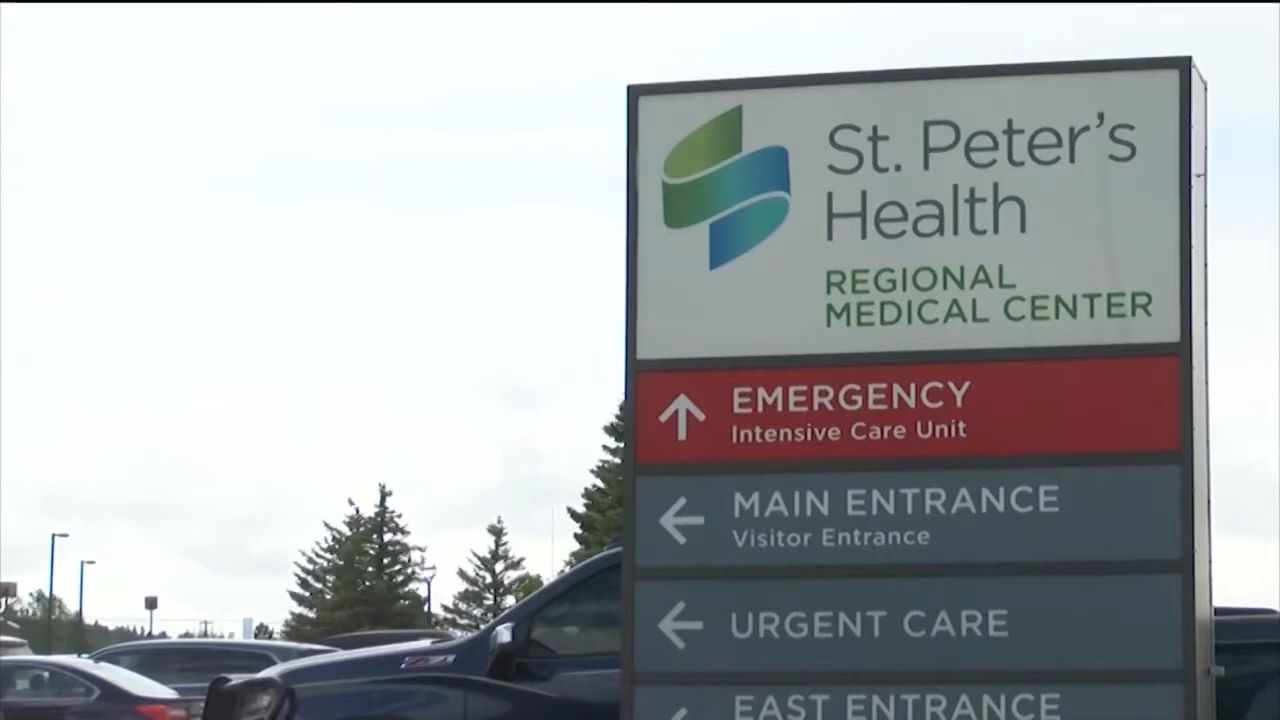 St. Peter's
Health
REGIONAL
MEDICAL CENTER
EMERGENCY
Intensive Care Unit
MAIN ENTRANCE
Visitor Entrance
URGENT CARE
EAST ENTRANCE